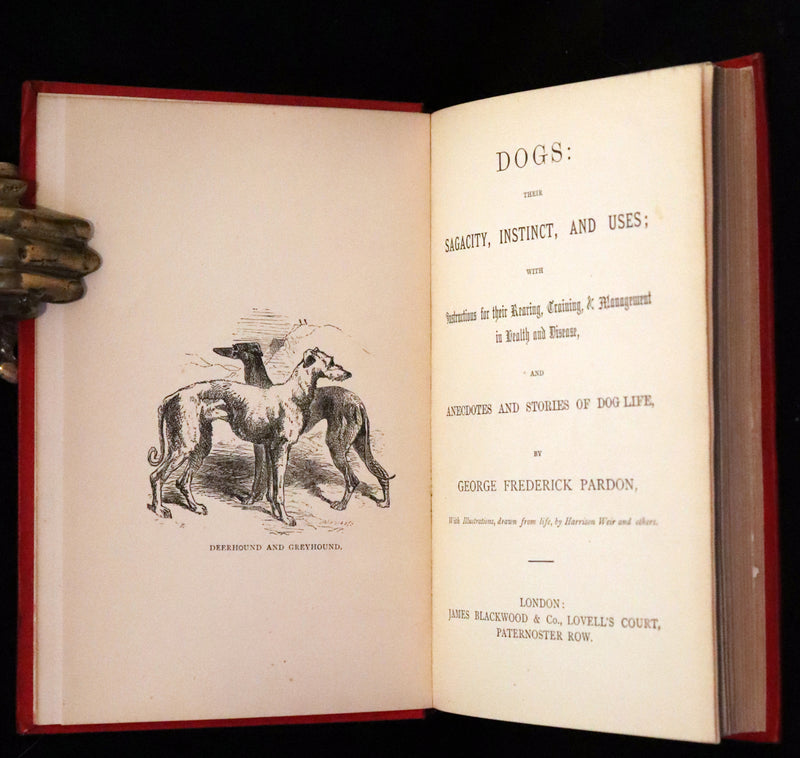 DEERHOUND AND GREYHOUND.
DOGS:
THEIR
SAGACITY, INSTINCT, AND USES;
WITH
Instructions for their Rearing, Training, & Management
in Health and Disease,
AND
ANECDOTES AND STORIES OF DOG LIFE,
BY
GEORGE FREDERICK PARDON,
With Illustrations, drawn from life, by Harrison Weir and others.
LONDON:
JAMES BLACKWOOD & Co., LOVELL'S COURT,
PATERNOSTER ROW.